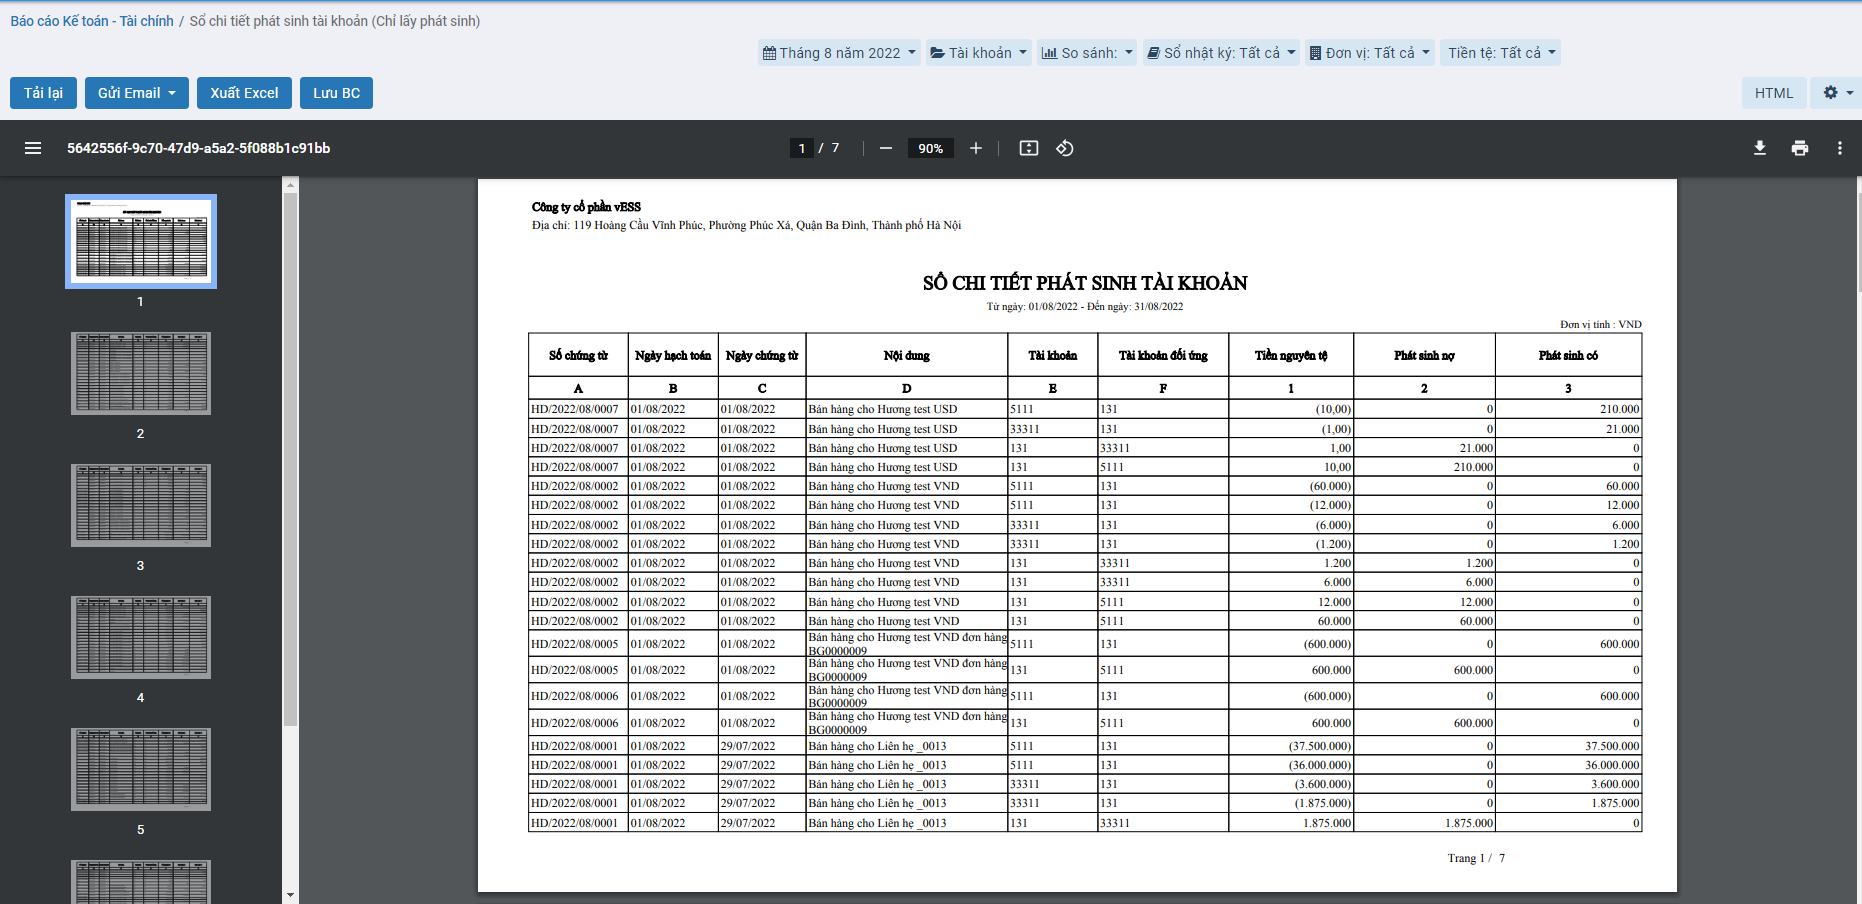 Báo cáo Kế toán - Tài chính / Sổ chi tiết phát sinh tài khoản (Chỉ lấy phát sinh)
Tháng 8 năm 2022 Tài khoản So sánh: Sổ nhật ký: Tất cả Đơn vị: Tất cả Tiền tệ: Tất cả
Tải lại Gửi Email Xuất Excel Lưu BC HTML
5642556f-9c70-47d9-a5a2-5f088b1c91bb 1 / 7 90%
1
2
3
4
5
Công ty cổ phần vESS
Địa chỉ: 119 Hoàng Cầu Vĩnh Phúc, Phường Phúc Xá, Quận Ba Đình, Thành phố Hà Nội
SỔ CHI TIẾT PHÁT SINH TÀI KHOẢN
Từ ngày: 01/08/2022 - Đến ngày: 31/08/2022
Đơn vị tính : VND
Số chứng từ Ngày hạch toán Ngày chứng từ Nội dung Tài khoản Tài khoản đối ứng Tiền nguyên tệ Phát sinh nợ Phát sinh có
A B C D E F 1 2 3
HD/2022/08/0007 01/08/2022 01/08/2022 Bán hàng cho Hương test USD 5111 131 (10,00) 0 210.000
HD/2022/08/0007 01/08/2022 01/08/2022 Bán hàng cho Hương test USD 33311 131 (1,00) 0 21.000
HD/2022/08/0007 01/08/2022 01/08/2022 Bán hàng cho Hương test USD 131 33311 1,00 21.000 0
HD/2022/08/0007 01/08/2022 01/08/2022 Bán hàng cho Hương test USD 131 5111 10,00 210.000 0
HD/2022/08/0002 01/08/2022 01/08/2022 Bán hàng cho Hương test VND 5111 131 (60.000) 0 60.000
HD/2022/08/0002 01/08/2022 01/08/2022 Bán hàng cho Hương test VND 5111 131 (12.000) 0 12.000
HD/2022/08/0002 01/08/2022 01/08/2022 Bán hàng cho Hương test VND 33311 131 (6.000) 0 6.000
HD/2022/08/0002 01/08/2022 01/08/2022 Bán hàng cho Hương test VND 33311 131 (1.200) 0 1.200
HD/2022/08/0002 01/08/2022 01/08/2022 Bán hàng cho Hương test VND 131 33311 1.200 1.200 0
HD/2022/08/0002 01/08/2022 01/08/2022 Bán hàng cho Hương test VND 131 33311 6.000 6.000 0
HD/2022/08/0002 01/08/2022 01/08/2022 Bán hàng cho Hương test VND 131 5111 12.000 12.000 0
HD/2022/08/0002 01/08/2022 01/08/2022 Bán hàng cho Hương test VND 131 5111 60.000 60.000 0
HD/2022/08/0005 01/08/2022 01/08/2022 Bán hàng cho Hương test VND đơn hàng BG0000009 5111 131 (600.000) 0 600.000
HD/2022/08/0005 01/08/2022 01/08/2022 Bán hàng cho Hương test VND đơn hàng BG0000009 131 5111 600.000 600.000 0
HD/2022/08/0006 01/08/2022 01/08/2022 Bán hàng cho Hương test VND đơn hàng BG0000009 5111 131 (600.000) 0 600.000
HD/2022/08/0006 01/08/2022 01/08/2022 Bán hàng cho Hương test VND đơn hàng BG0000009 131 5111 600.000 600.000 0
HD/2022/08/0001 01/08/2022 29/07/2022 Bán hàng cho Liên hẹ _0013 5111 131 (37.500.000) 0 37.500.000
HD/2022/08/0001 01/08/2022 29/07/2022 Bán hàng cho Liên hẹ _0013 5111 131 (36.000.000) 0 36.000.000
HD/2022/08/0001 01/08/2022 29/07/2022 Bán hàng cho Liên hẹ _0013 33311 131 (3.600.000) 0 3.600.000
HD/2022/08/0001 01/08/2022 29/07/2022 Bán hàng cho Liên hẹ _0013 33311 131 (1.875.000) 0 1.875.000
HD/2022/08/0001 01/08/2022 29/07/2022 Bán hàng cho Liên hẹ _0013 131 33311 1.875.000 1.875.000 0
Trang 1 / 7